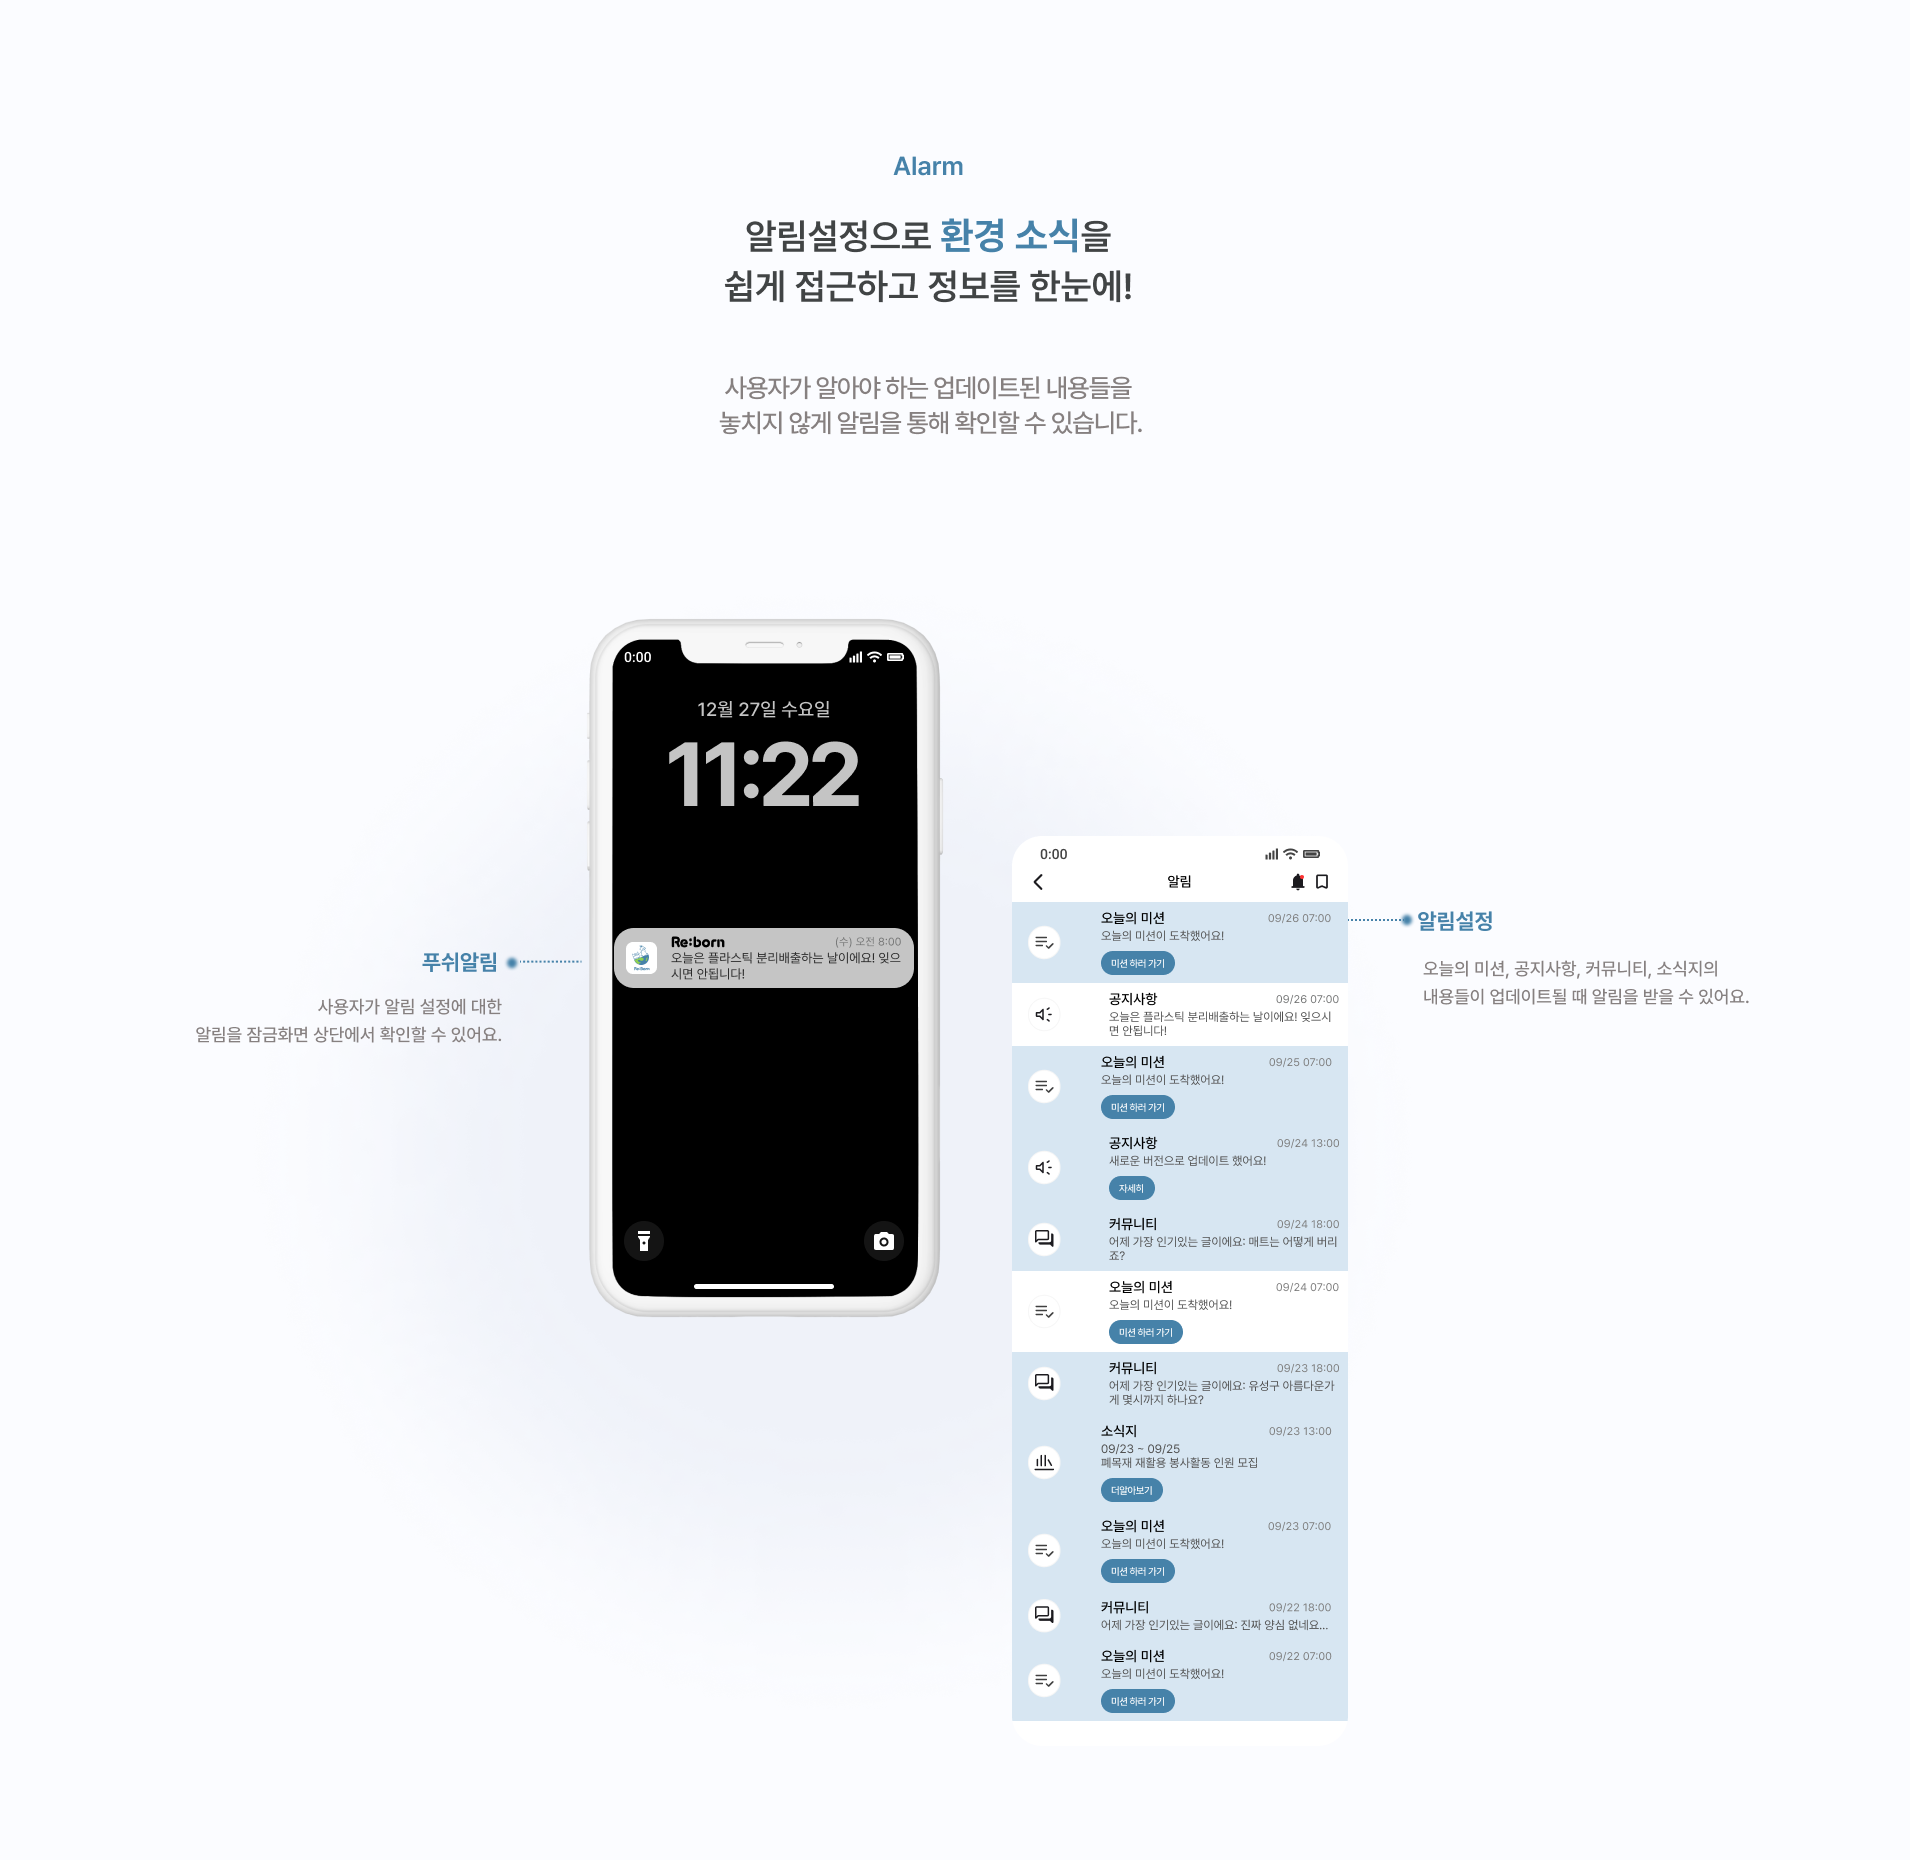 Alarm
알림설정으로 환경 소식을
쉽게 접근하고 정보를 한눈에!
사용자가 알아야 하는 업데이트된 내용들을
놓치지 않게 알림을 통해 확인할 수 있습니다.
0:00
12월 27일 수요일
11:22
Re:born
(수) 오전 8:00
오늘은 플라스틱 분리배출하는 날이에요! 잊으
시면 안됩니다!
푸쉬알림
사용자가 알림 설정에 대한
알림을 잠금화면 상단에서 확인할 수 있어요.
0:00
알림
오늘의 미션 09/26 07:00
오늘의 미션이 도착했어요!
미션 하러 가기
공지사항 09/26 07:00
오늘은 플라스틱 분리배출하는 날이에요! 잊으시
면 안됩니다!
오늘의 미션 09/25 07:00
오늘의 미션이 도착했어요!
미션 하러 가기
공지사항 09/24 13:00
새로운 버전으로 업데이트 했어요!
자세히
커뮤니티 09/24 18:00
어제 가장 인기있는 글이에요: 매트는 어떻게 버리
죠?
오늘의 미션 09/24 07:00
오늘의 미션이 도착했어요!
미션 하러 가기
커뮤니티 09/23 18:00
어제 가장 인기있는 글이에요: 유성구 아름다운가
게 몇시까지 하나요?
소식지 09/23 13:00
09/23 ~ 09/25
폐목재 재활용 봉사활동 인원 모집
더알아보기
오늘의 미션 09/23 07:00
오늘의 미션이 도착했어요!
미션 하러 가기
커뮤니티 09/22 18:00
어제 가장 인기있는 글이에요: 진짜 양심 없네요...
오늘의 미션 09/22 07:00
오늘의 미션이 도착했어요!
미션 하러 가기
알림설정
오늘의 미션, 공지사항, 커뮤니티, 소식지의
내용들이 업데이트될 때 알림을 받을 수 있어요.